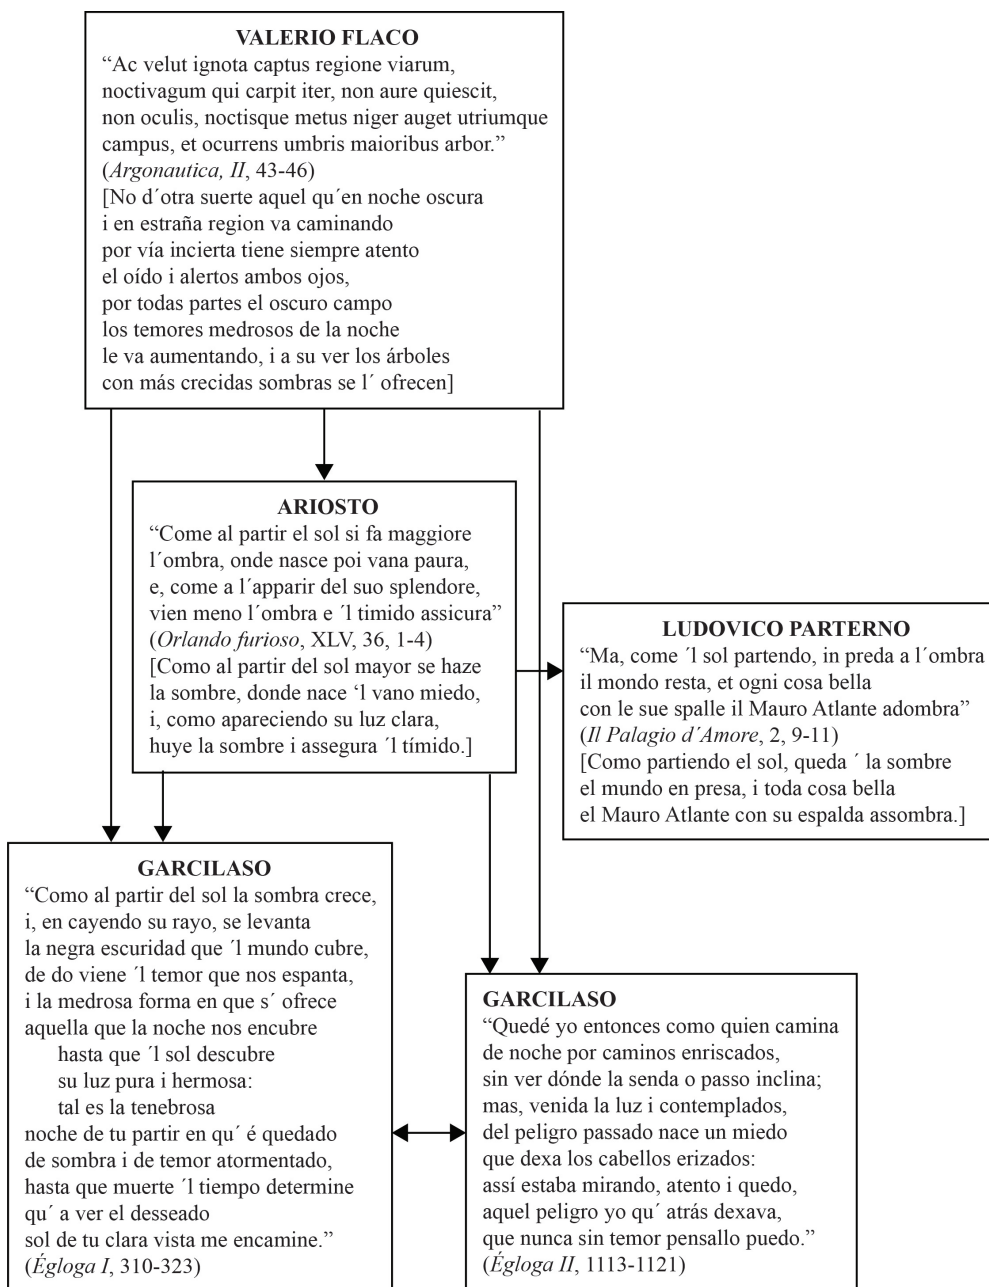 VALERIO FLACO
“Ac velut ignota captus regione viarum,
noctivagum qui carpit iter, non aure quiescit,
non oculis, noctisque metus niger auget utriumque
campus, et ocurrens umbris maioribus arbor.”
(Argonautica, II, 43-46)
[No d´otra suerte aquel qu´en noche oscura
i en estraña region va caminando
por vía incierta tiene siempre atento
el oído i alertos ambos ojos,
por todas partes el oscuro campo
los temores medrosos de la noche
le va aumentando, i a su ver los árboles
con más crecidas sombras se l´ ofrecen]
ARIOSTO
“Come al partir el sol si fa maggiore
l´ombra, onde nasce poi vana paura,
e, come a l´apparir del suo splendore,
vien meno l´ombra e ´l timido assicura”
(Orlando furioso, XLV, 36, 1-4)
[Como al partir del sol mayor se haze
la sombre, donde nace ‘l vano miedo,
i, como apareciendo su luz clara,
huye la sombre i assegura ´l tímido.]
LUDOVICO PARTERNO
“Ma, come ´l sol partendo, in preda a l´ombra
il mondo resta, et ogni cosa bella
con le sue spalle il Mauro Atlante adombra”
(Il Palagio d´Amore, 2, 9-11)
[Como partiendo el sol, queda ´ la sombre
el mundo en presa, i toda cosa bella
el Mauro Atlante con su espalda assombra.]
GARCILASO
“Como al partir del sol la sombra crece,
i, en cayendo su rayo, se levanta
la negra escuridad que ´l mundo cubre,
de do viene ´l temor que nos espanta,
i la medrosa forma en que s´ ofrece
aquella que la noche nos encubre
hasta que ´l sol descubre
su luz pura i hermosa:
tal es la tenebrosa
noche de tu partir en qu´ é quedado
de sombra i de temor atormentado,
hasta que muerte ´l tiempo determine
qu´ a ver el desseado
sol de tu clara vista me encamine.”
(Égloga I, 310-323)
GARCILASO
“Quedé yo entonces como quien camina
de noche por caminos enriscados,
sin ver dónde la senda o passo inclina;
mas, venida la luz i contemplados,
del peligro passado nace un miedo
que dexa los cabellos erizados:
assí estaba mirando, atento i quedo,
aquel peligro yo qu´ atrás dexava,
que nunca sin temor pensallo puedo.”
(Égloga II, 1113-1121)